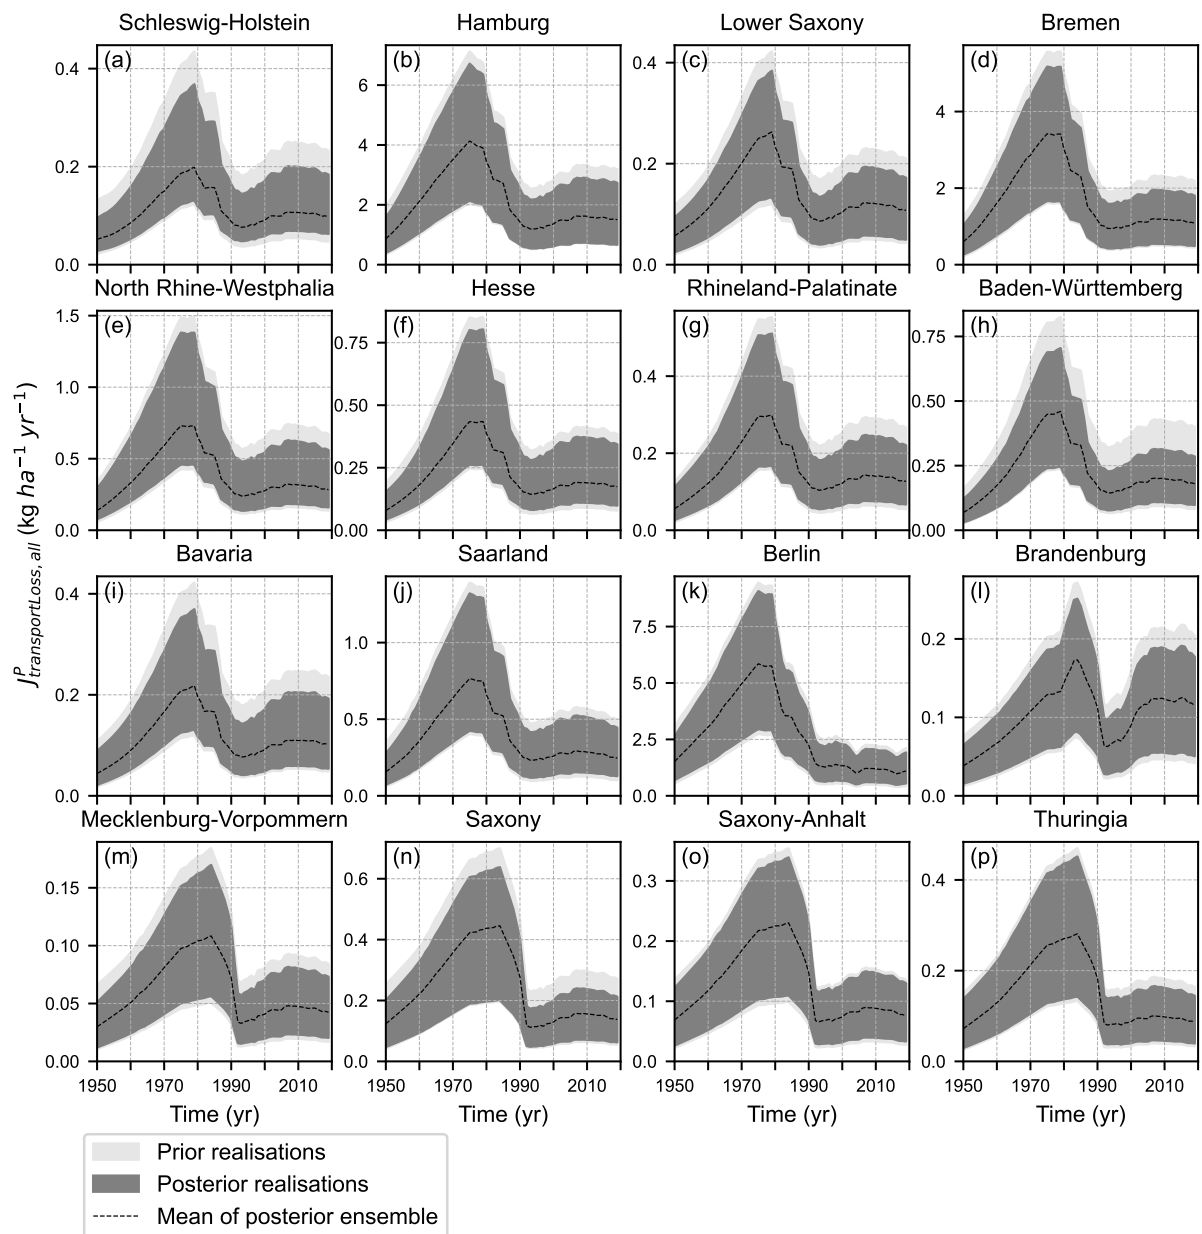 Schleswig-Holstein Hamburg Lower Saxony Bremen
(a) (b) (c) (d)
0.4 0.2 0.0
6 4 2 0
0.4 0.2 0.0
4 2 0
North Rhine-Westphalia Hesse Rhineland-Palatinate Baden-Württemberg
(e) (f) (g) (h)
1.5 1.0 0.5 0.0
0.75 0.50 0.25 0.00
0.4 0.2 0.0
0.75 0.50 0.25 0.00
J^P_transportLoss, all (kg ha⁻¹ yr⁻¹)
Bavaria Saarland Berlin Brandenburg
(i) (j) (k) (l)
0.4 0.2 0.0
1.0 0.5 0.0
7.5 5.0 2.5 0.0
0.2 0.1 0.0
Mecklenburg-Vorpommern Saxony Saxony-Anhalt Thuringia
(m) (n) (o) (p)
0.15 0.10 0.05 0.00
0.6 0.4 0.2 0.0
0.3 0.2 0.1 0.0
0.4 0.2 0.0
1950 1970 1990 2010 1950 1970 1990 2010 1950 1970 1990 2010 1950 1970 1990 2010
Time (yr) Time (yr) Time (yr) Time (yr)
Prior realisations
Posterior realisations
Mean of posterior ensemble